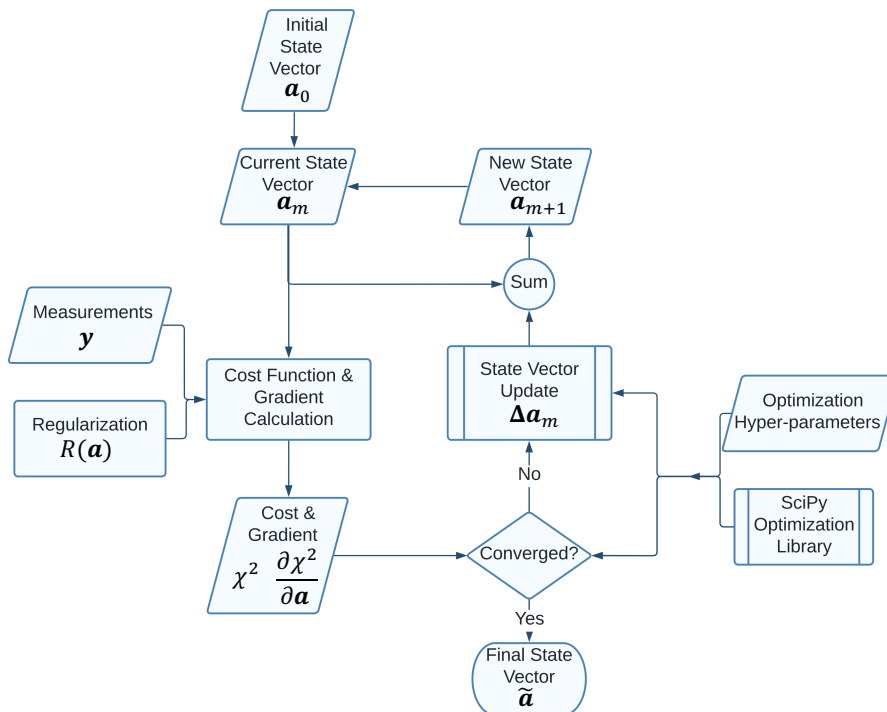 Initial
State
Vector
𝒂₀
Current State
Vector
𝒂ₘ
New State
Vector
𝒂ₘ₊₁
Sum
Measurements
𝒚
Cost Function &
Gradient
Calculation
State Vector
Update
𝚫𝒂ₘ
Regularization
R(𝒂)
Optimization
Hyper-parameters
No
SciPy
Optimization
Library
Cost &
Gradient
χ² ∂χ²/∂𝒂
Converged?
Yes
Final State
Vector
𝒂̃